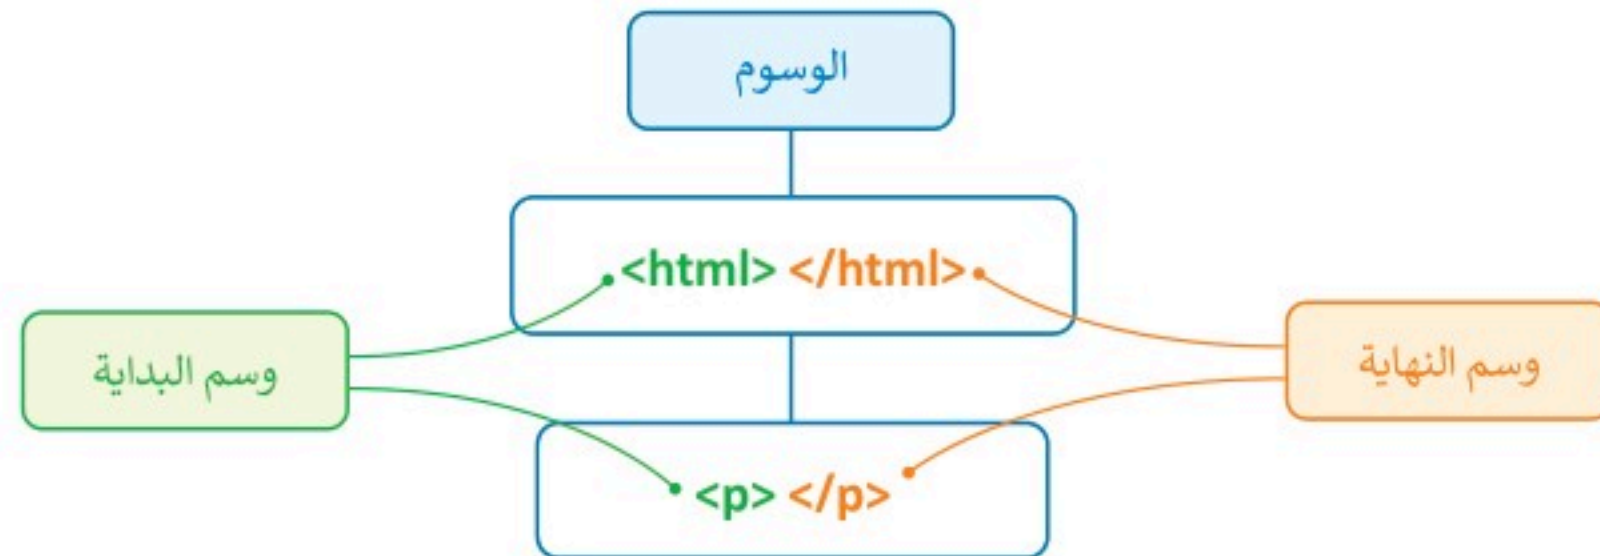 الوسوم
<html> </html>
وسم البداية
وسم النهاية
<p> </p>